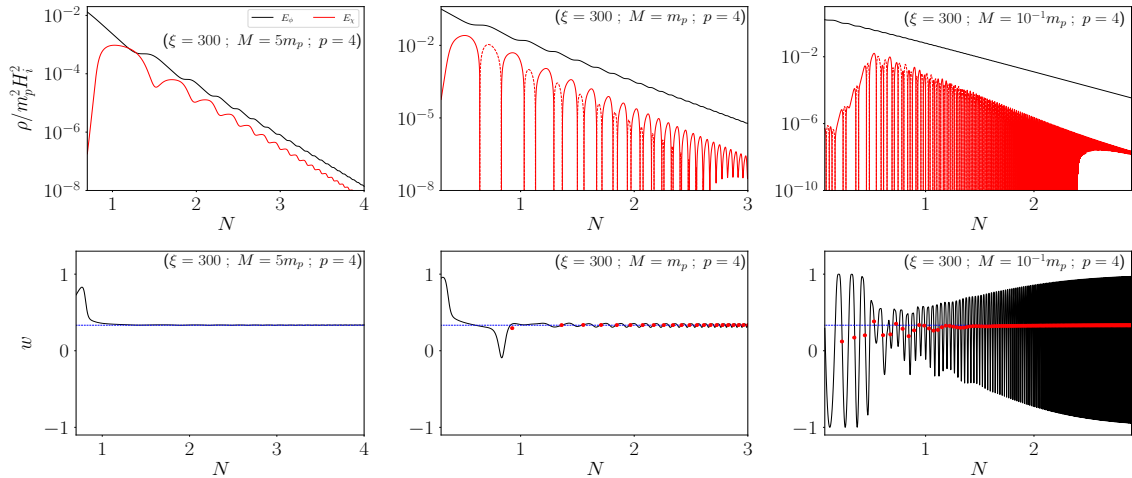 10^{-2}
10^{-4}
10^{-6}
10^{-8}
ρ/m_p^2 H_i^2
E_ϕ E_χ
(ξ = 300 ; M = 5m_p ; p = 4)
1 2 3 4
N
10^{-2}
10^{-5}
10^{-8}
(ξ = 300 ; M = m_p ; p = 4)
1 2 3
N
10^{-2}
10^{-6}
10^{-10}
(ξ = 300 ; M = 10^{-1}m_p ; p = 4)
1 2
N
1
0
−1
w
(ξ = 300 ; M = 5m_p ; p = 4)
1 2 3 4
N
1
0
−1
(ξ = 300 ; M = m_p ; p = 4)
1 2 3
N
1
0
−1
(ξ = 300 ; M = 10^{-1}m_p ; p = 4)
1 2
N